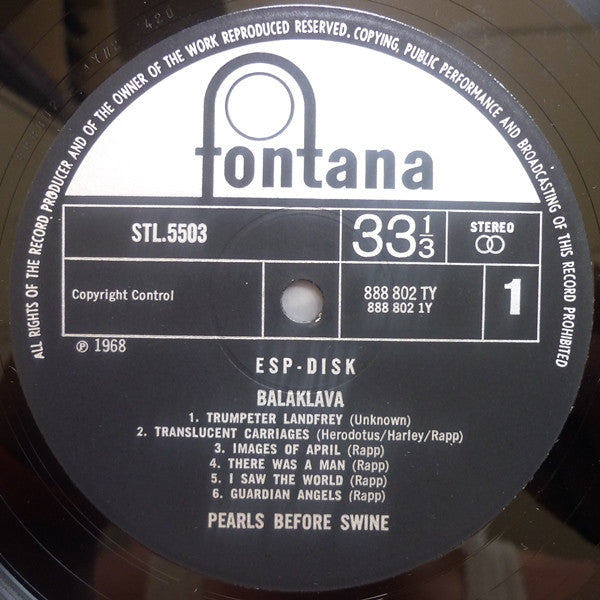 ALL RIGHTS OF THE RECORD PRODUCER AND OF THE OWNER OF THE WORK REPRODUCED RESERVED. COPYING, PUBLIC PERFORMANCE AND BROADCASTING OF THIS RECORD PROHIBITED
fontana
STL.5503
33 1/3
STEREO
Copyright Control
888 802 TY
888 802 1Y
1
℗ 1968
ESP-DISK
BALAKLAVA
1. TRUMPETER LANDFREY (Unknown)
2. TRANSLUCENT CARRIAGES (Herodotus/Harley/Rapp)
3. IMAGES OF APRIL (Rapp)
4. THERE WAS A MAN (Rapp)
5. I SAW THE WORLD (Rapp)
6. GUARDIAN ANGELS (Rapp)
PEARLS BEFORE SWINE